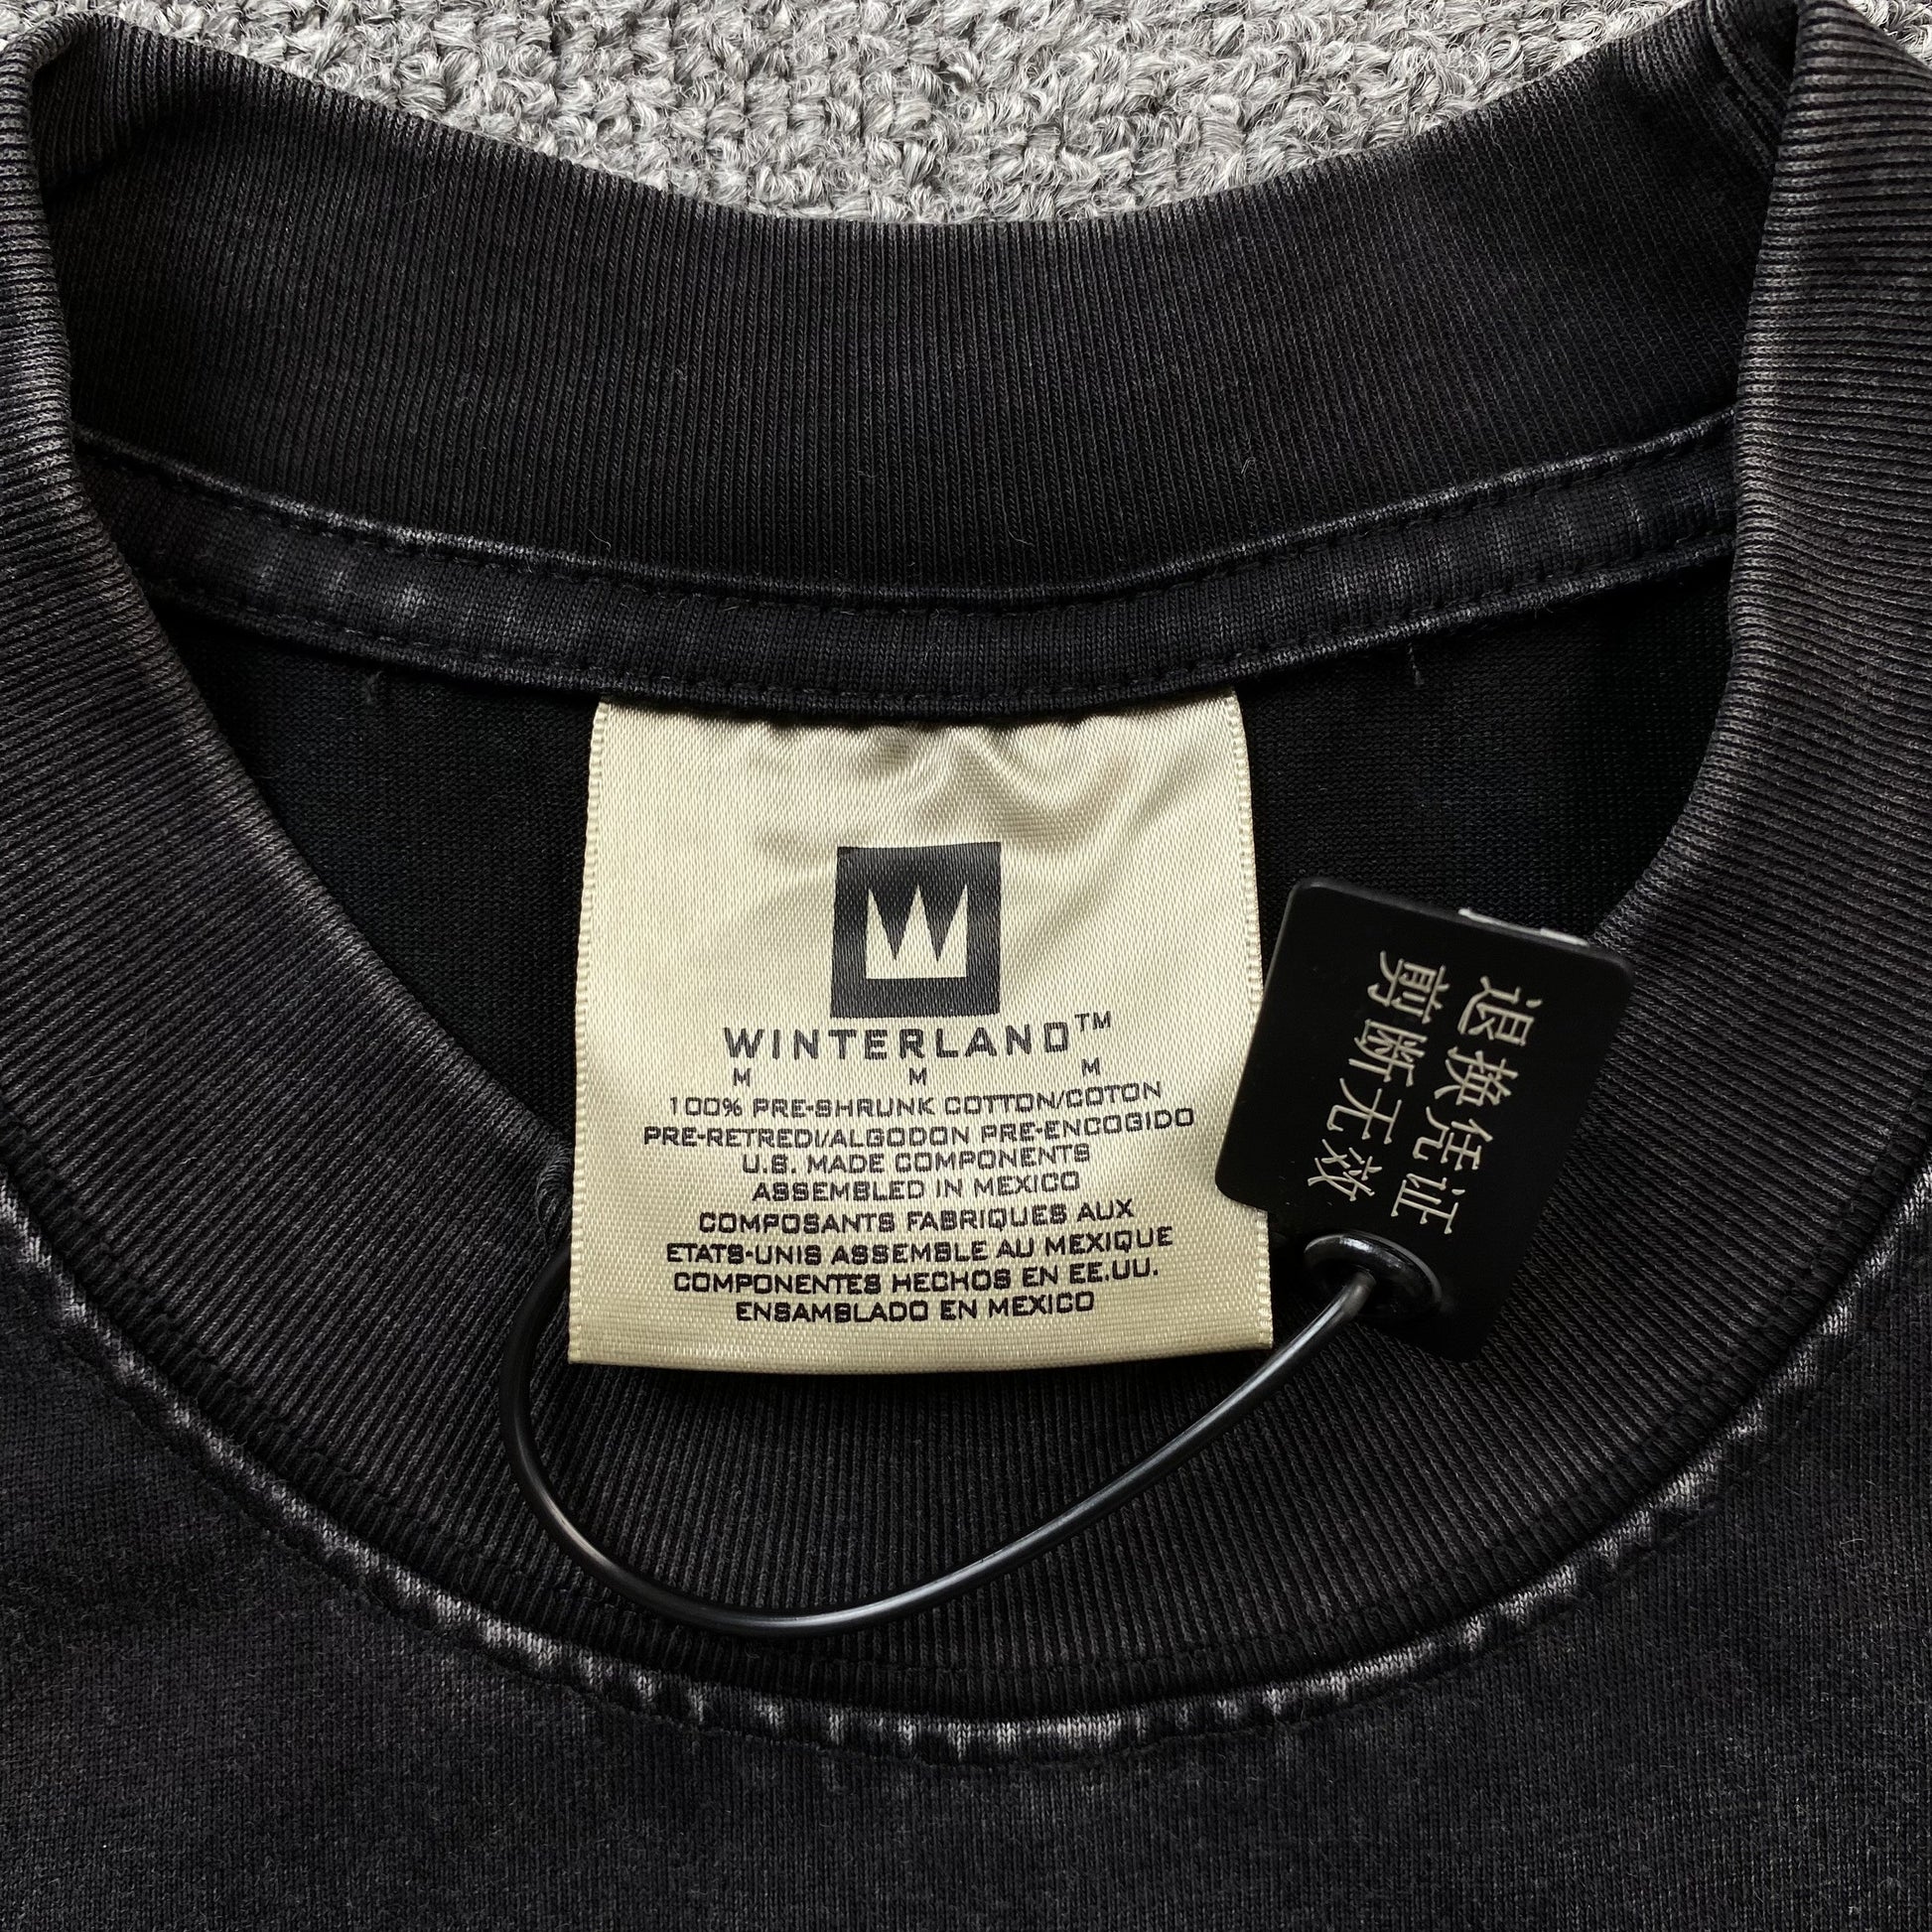 WINTERLAND™
M M M
100% PRE-SHRUNK COTTON/COTON
PRE-RETREDI/ALGODON PRE-ENCOGIDO
U.S. MADE COMPONENTS
ASSEMBLED IN MEXICO
COMPOSANTS FABRIQUES AUX
ETATS-UNIS ASSEMBLE AU MEXIQUE
COMPONENTES HECHOS EN EE.UU.
ENSAMBLADO EN MEXICO
退换凭证
剪断无效